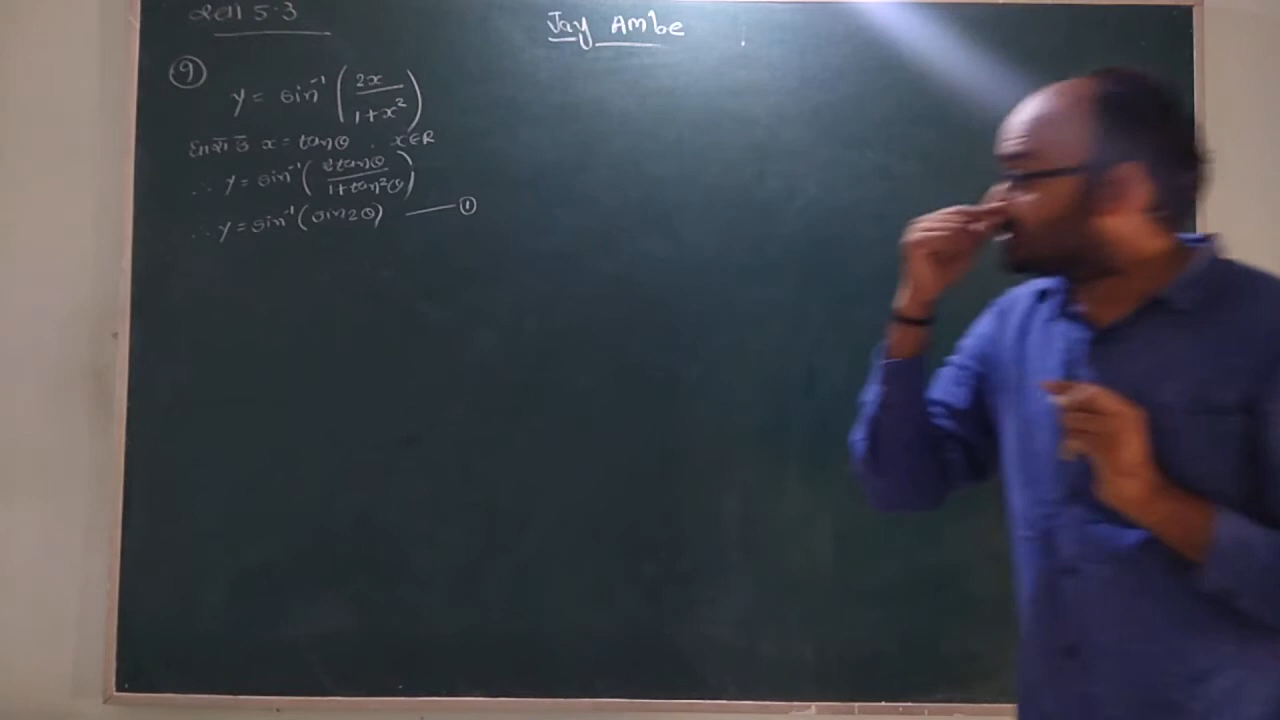 સ્વા 5.3
Jay Ambe
9
y = sin⁻¹ (2x / 1+x²)
ધારો કે x = tanθ . x∈R
∴ y = sin⁻¹ (2tanθ / 1+tan²θ)
∴ y = sin⁻¹ (sin2θ) —— 1